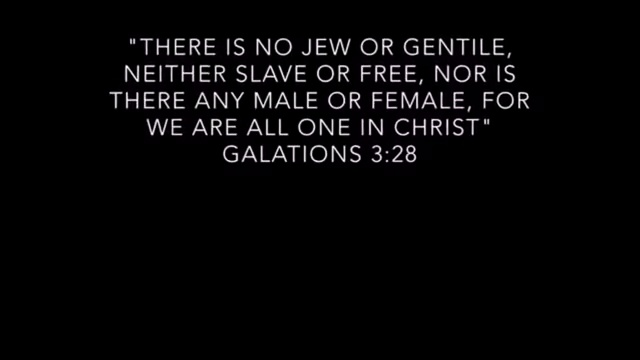 "THERE IS NO JEW OR GENTILE,
NEITHER SLAVE OR FREE, NOR IS
THERE ANY MALE OR FEMALE, FOR
WE ARE ALL ONE IN CHRIST"
GALATIONS 3:28